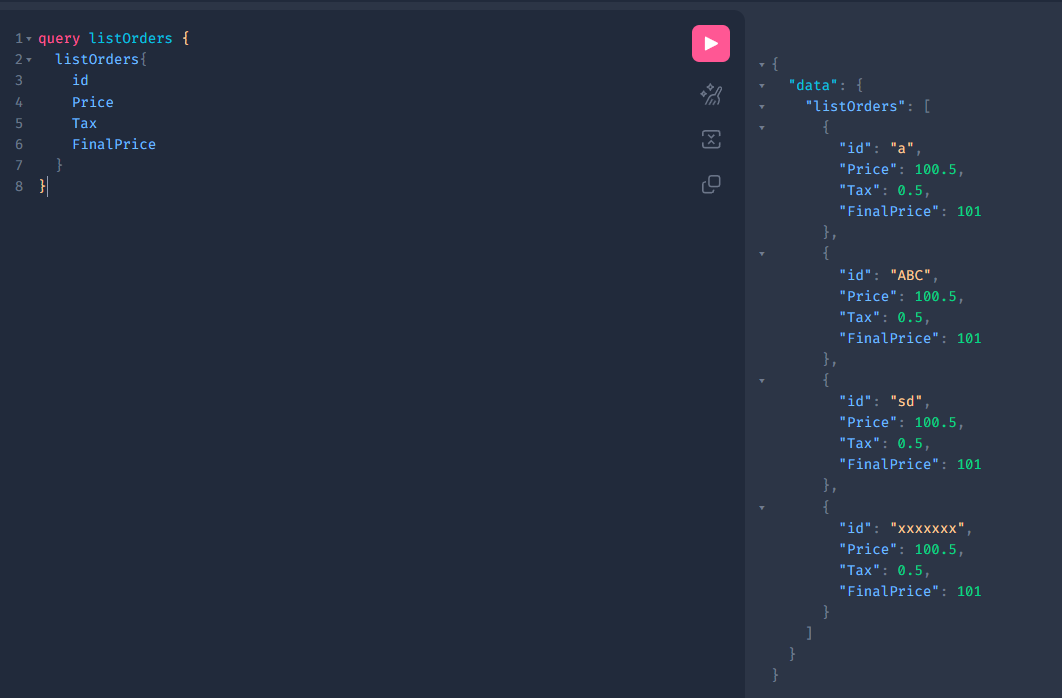 1 query listOrders {
2 listOrders{
3 id
4 Price
5 Tax
6 FinalPrice
7 }
8 }
{
"data": {
"listOrders": [
{
"id": "a",
"Price": 100.5,
"Tax": 0.5,
"FinalPrice": 101
},
{
"id": "ABC",
"Price": 100.5,
"Tax": 0.5,
"FinalPrice": 101
},
{
"id": "sd",
"Price": 100.5,
"Tax": 0.5,
"FinalPrice": 101
},
{
"id": "xxxxxxx",
"Price": 100.5,
"Tax": 0.5,
"FinalPrice": 101
}
]
}
}